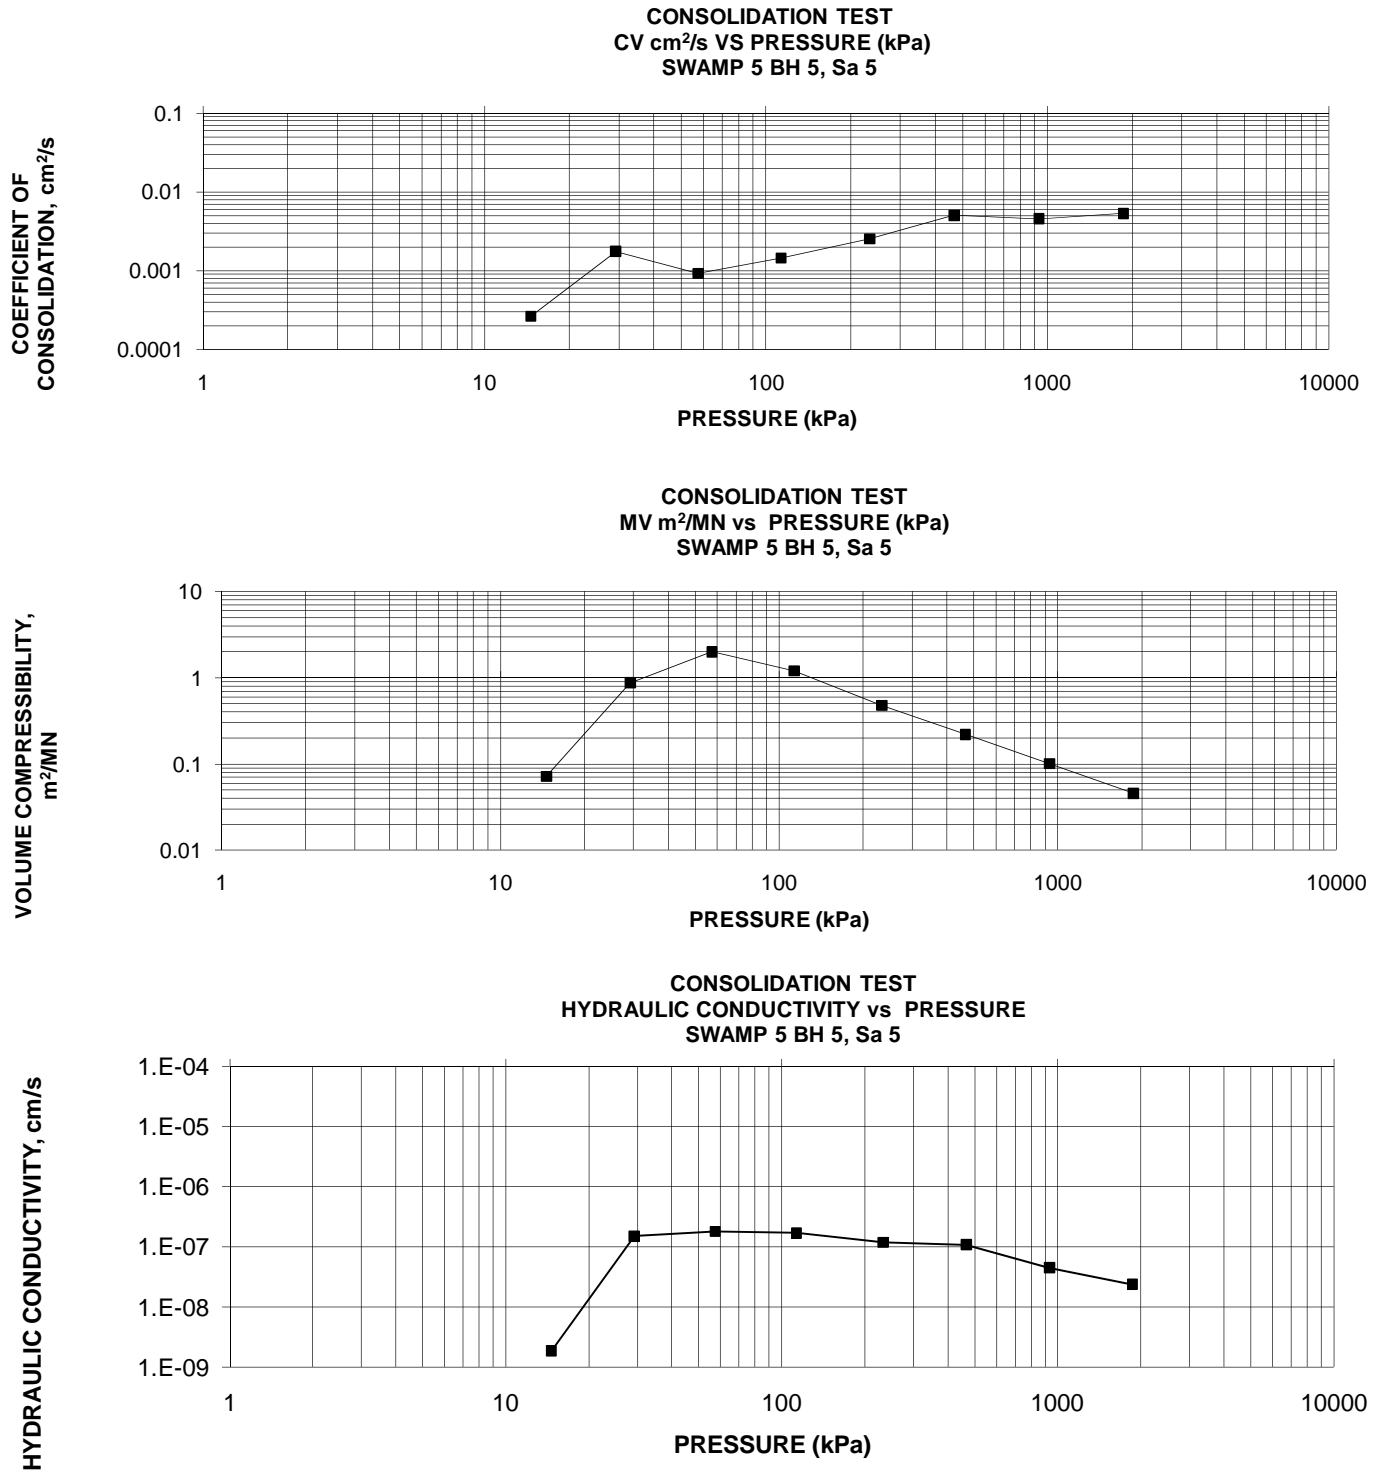 CONSOLIDATION TEST
CV cm²/s VS PRESSURE (kPa)
SWAMP 5 BH 5, Sa 5
COEFFICIENT OF
CONSOLIDATION, cm²/s
0.1
0.01
0.001
0.0001
1 10 100 1000 10000
PRESSURE (kPa)
CONSOLIDATION TEST
MV m²/MN vs PRESSURE (kPa)
SWAMP 5 BH 5, Sa 5
VOLUME COMPRESSIBILITY,
m²/MN
10
1
0.1
0.01
1 10 100 1000 10000
PRESSURE (kPa)
CONSOLIDATION TEST
HYDRAULIC CONDUCTIVITY vs PRESSURE
SWAMP 5 BH 5, Sa 5
HYDRAULIC CONDUCTIVITY, cm/s
1.E-04
1.E-05
1.E-06
1.E-07
1.E-08
1.E-09
1 10 100 1000 10000
PRESSURE (kPa)